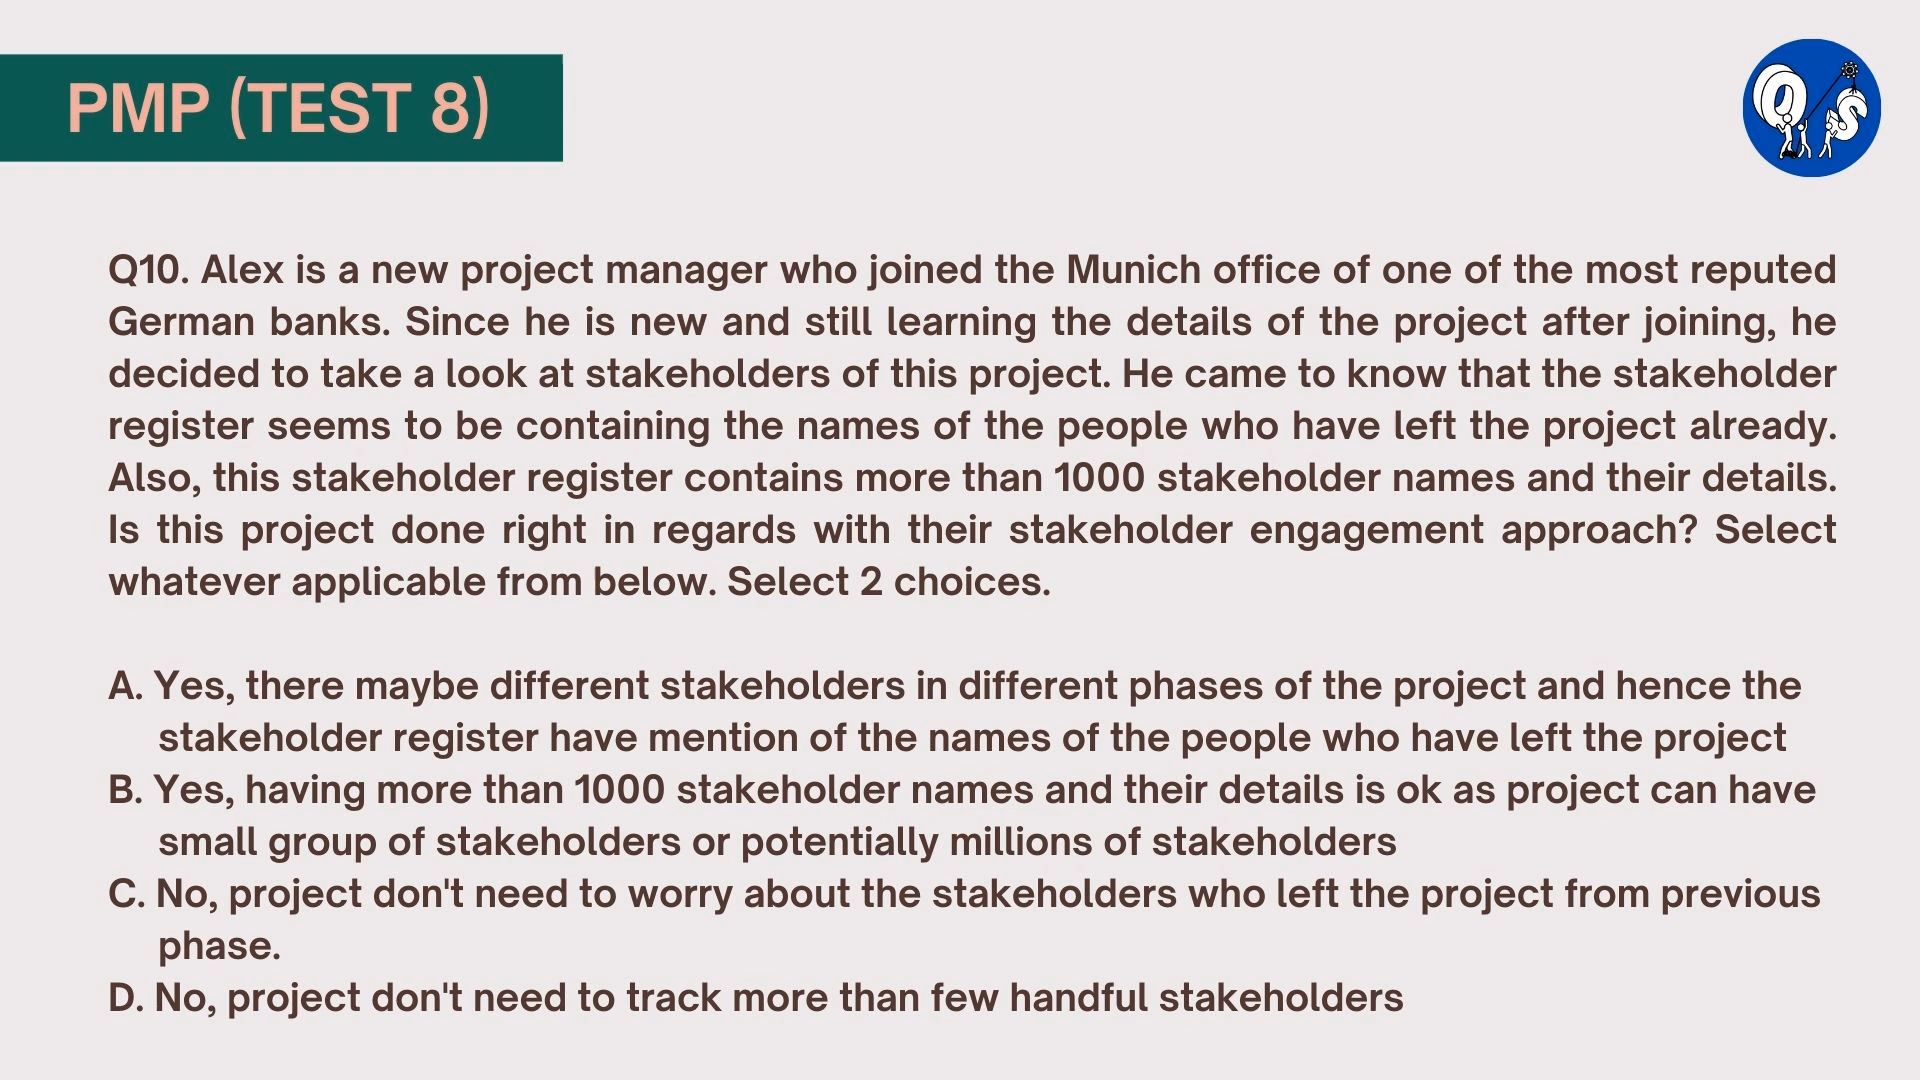 PMP (TEST 8)
Q S
Q10. Alex is a new project manager who joined the Munich office of one of the most reputed
German banks. Since he is new and still learning the details of the project after joining, he
decided to take a look at stakeholders of this project. He came to know that the stakeholder
register seems to be containing the names of the people who have left the project already.
Also, this stakeholder register contains more than 1000 stakeholder names and their details.
Is this project done right in regards with their stakeholder engagement approach? Select
whatever applicable from below. Select 2 choices.
A. Yes, there maybe different stakeholders in different phases of the project and hence the
stakeholder register have mention of the names of the people who have left the project
B. Yes, having more than 1000 stakeholder names and their details is ok as project can have
small group of stakeholders or potentially millions of stakeholders
C. No, project don't need to worry about the stakeholders who left the project from previous
phase.
D. No, project don't need to track more than few handful stakeholders